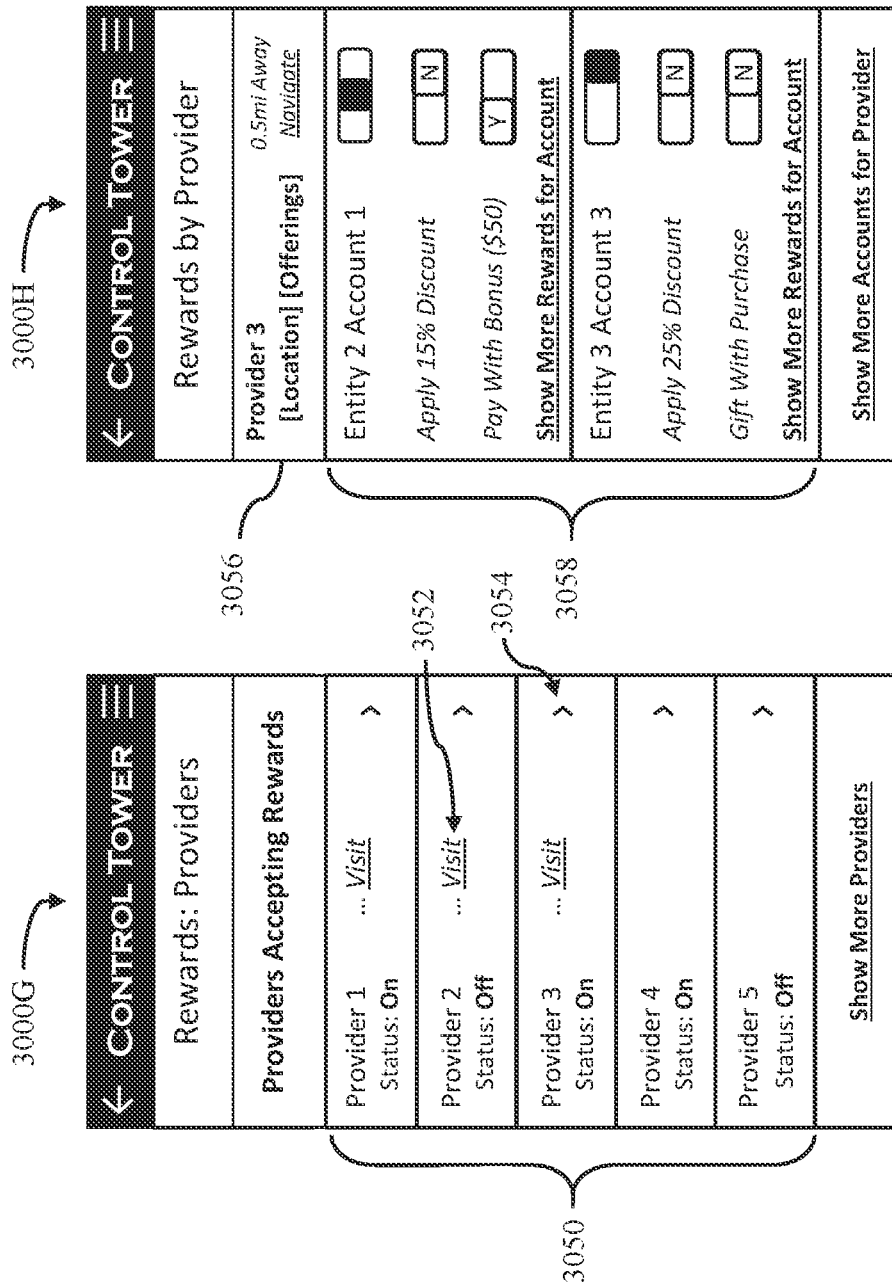 3000G
← CONTROL TOWER
Rewards: Providers
Providers Accepting Rewards
Provider 1 ... Visit >
Status: On
Provider 2 ... Visit >
Status: Off
Provider 3 ... Visit >
Status: On
Provider 4 >
Status: On
Provider 5 >
Status: Off
Show More Providers
3050
3052
3054
3000H
← CONTROL TOWER
Rewards by Provider
Provider 3 0.5mi Away
[Location] [Offerings] Navigate
Entity 2 Account 1
Apply 15% Discount N
Pay With Bonus ($50) Y
Show More Rewards for Account
Entity 3 Account 3
Apply 25% Discount N
Gift With Purchase N
Show More Rewards for Account
Show More Accounts for Provider
3056
3058